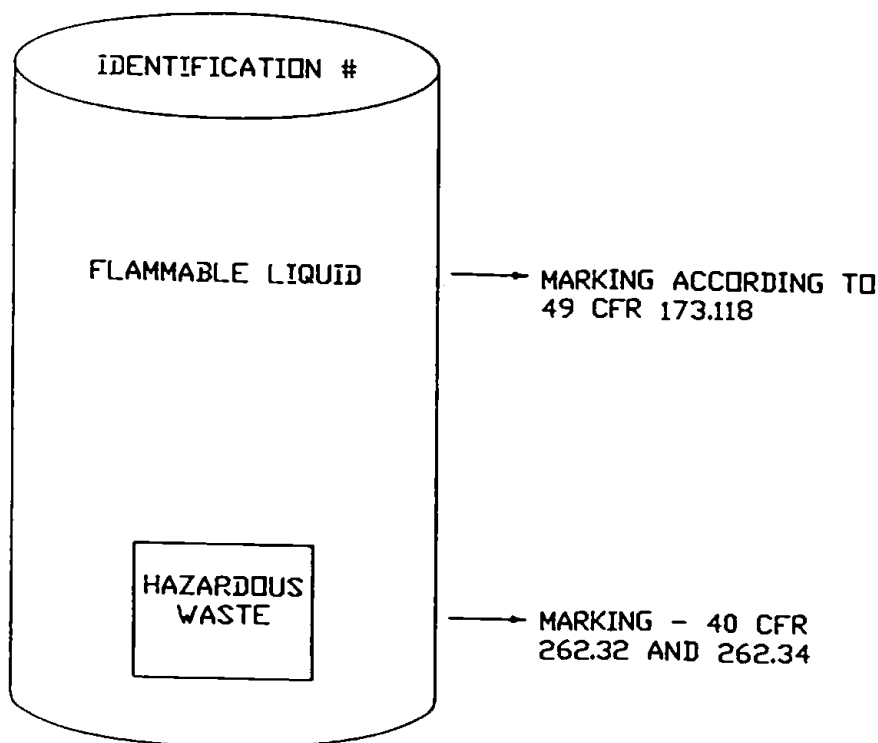 IDENTIFICATION #
FLAMMABLE LIQUID
MARKING ACCORDING TO
49 CFR 173.118
HAZARDOUS
WASTE
MARKING - 40 CFR
262.32 AND 262.34